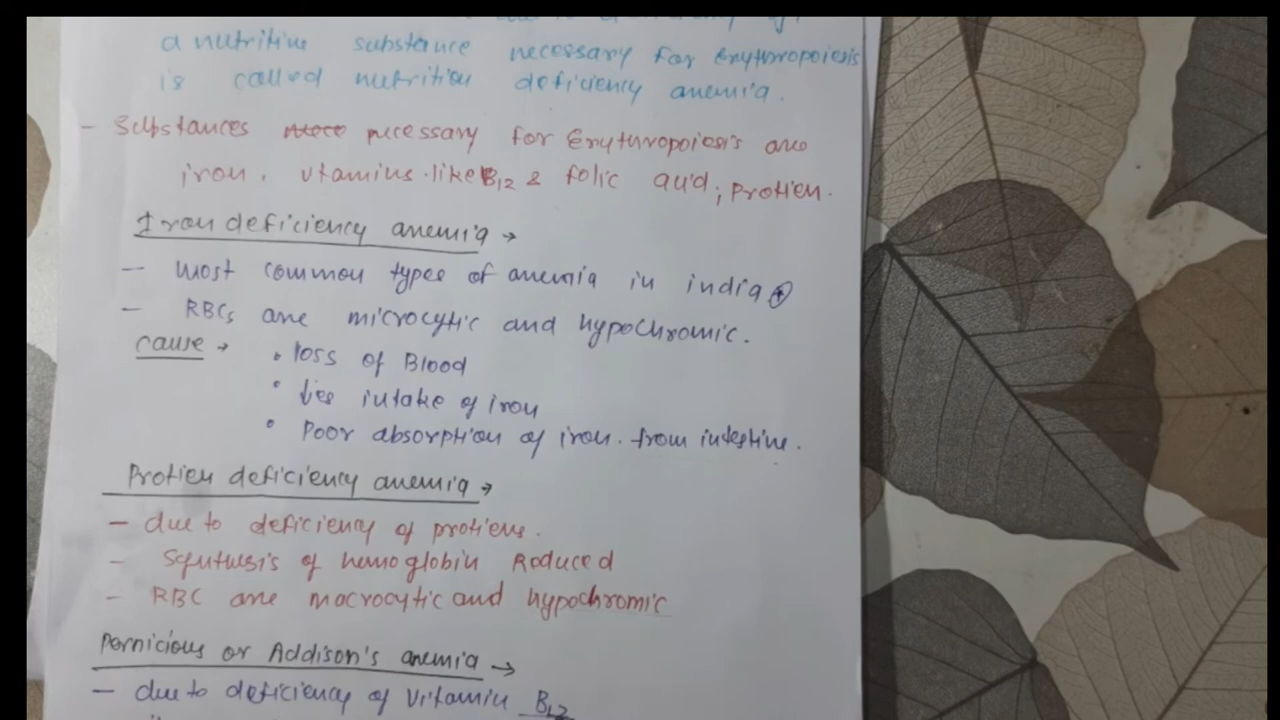 a nutritive substance necessary for Erythropoiesis
is called nutrition deficiency anemia.
- Substances necessary for Erythropoiesis are
iron, vtamins like B12 & folic acid, Protien.
Iron deficiency anemia →
- most common types of anemia in india
- RBCs are microcytic and hypochromic.
cause → • loss of Blood
• ↓es intake of iron
• Poor absorption of iron. from intestine.
Protien deficiency anemia →
- due to deficiency of protiens.
- Synthesis of hemoglobin Reduced
- RBC are macrocytic and hypochromic
Pernicious or Addison's anemia →
- due to deficiency of vitamin B12